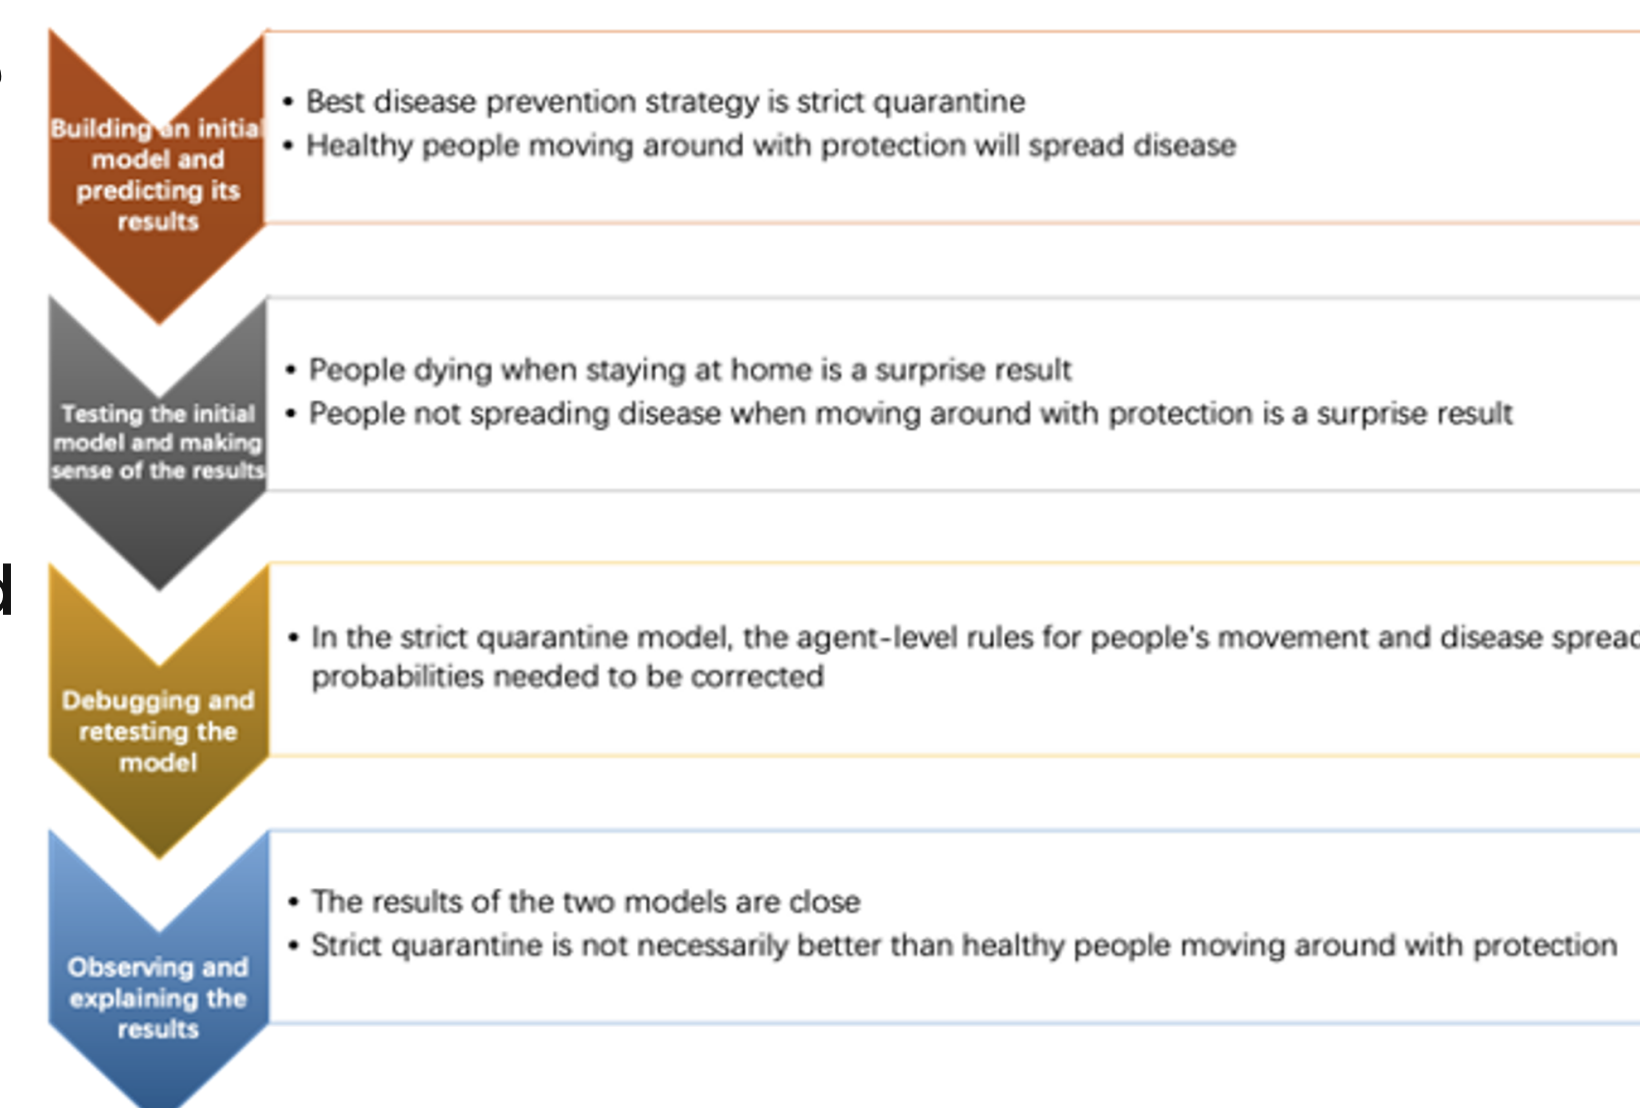 Building an initial
model and
predicting its
results
• Best disease prevention strategy is strict quarantine
• Healthy people moving around with protection will spread disease
Testing the initial
model and making
sense of the results
• People dying when staying at home is a surprise result
• People not spreading disease when moving around with protection is a surprise result
Debugging and
retesting the
model
• In the strict quarantine model, the agent-level rules for people's movement and disease spread
probabilities needed to be corrected
Observing and
explaining the
results
• The results of the two models are close
• Strict quarantine is not necessarily better than healthy people moving around with protection